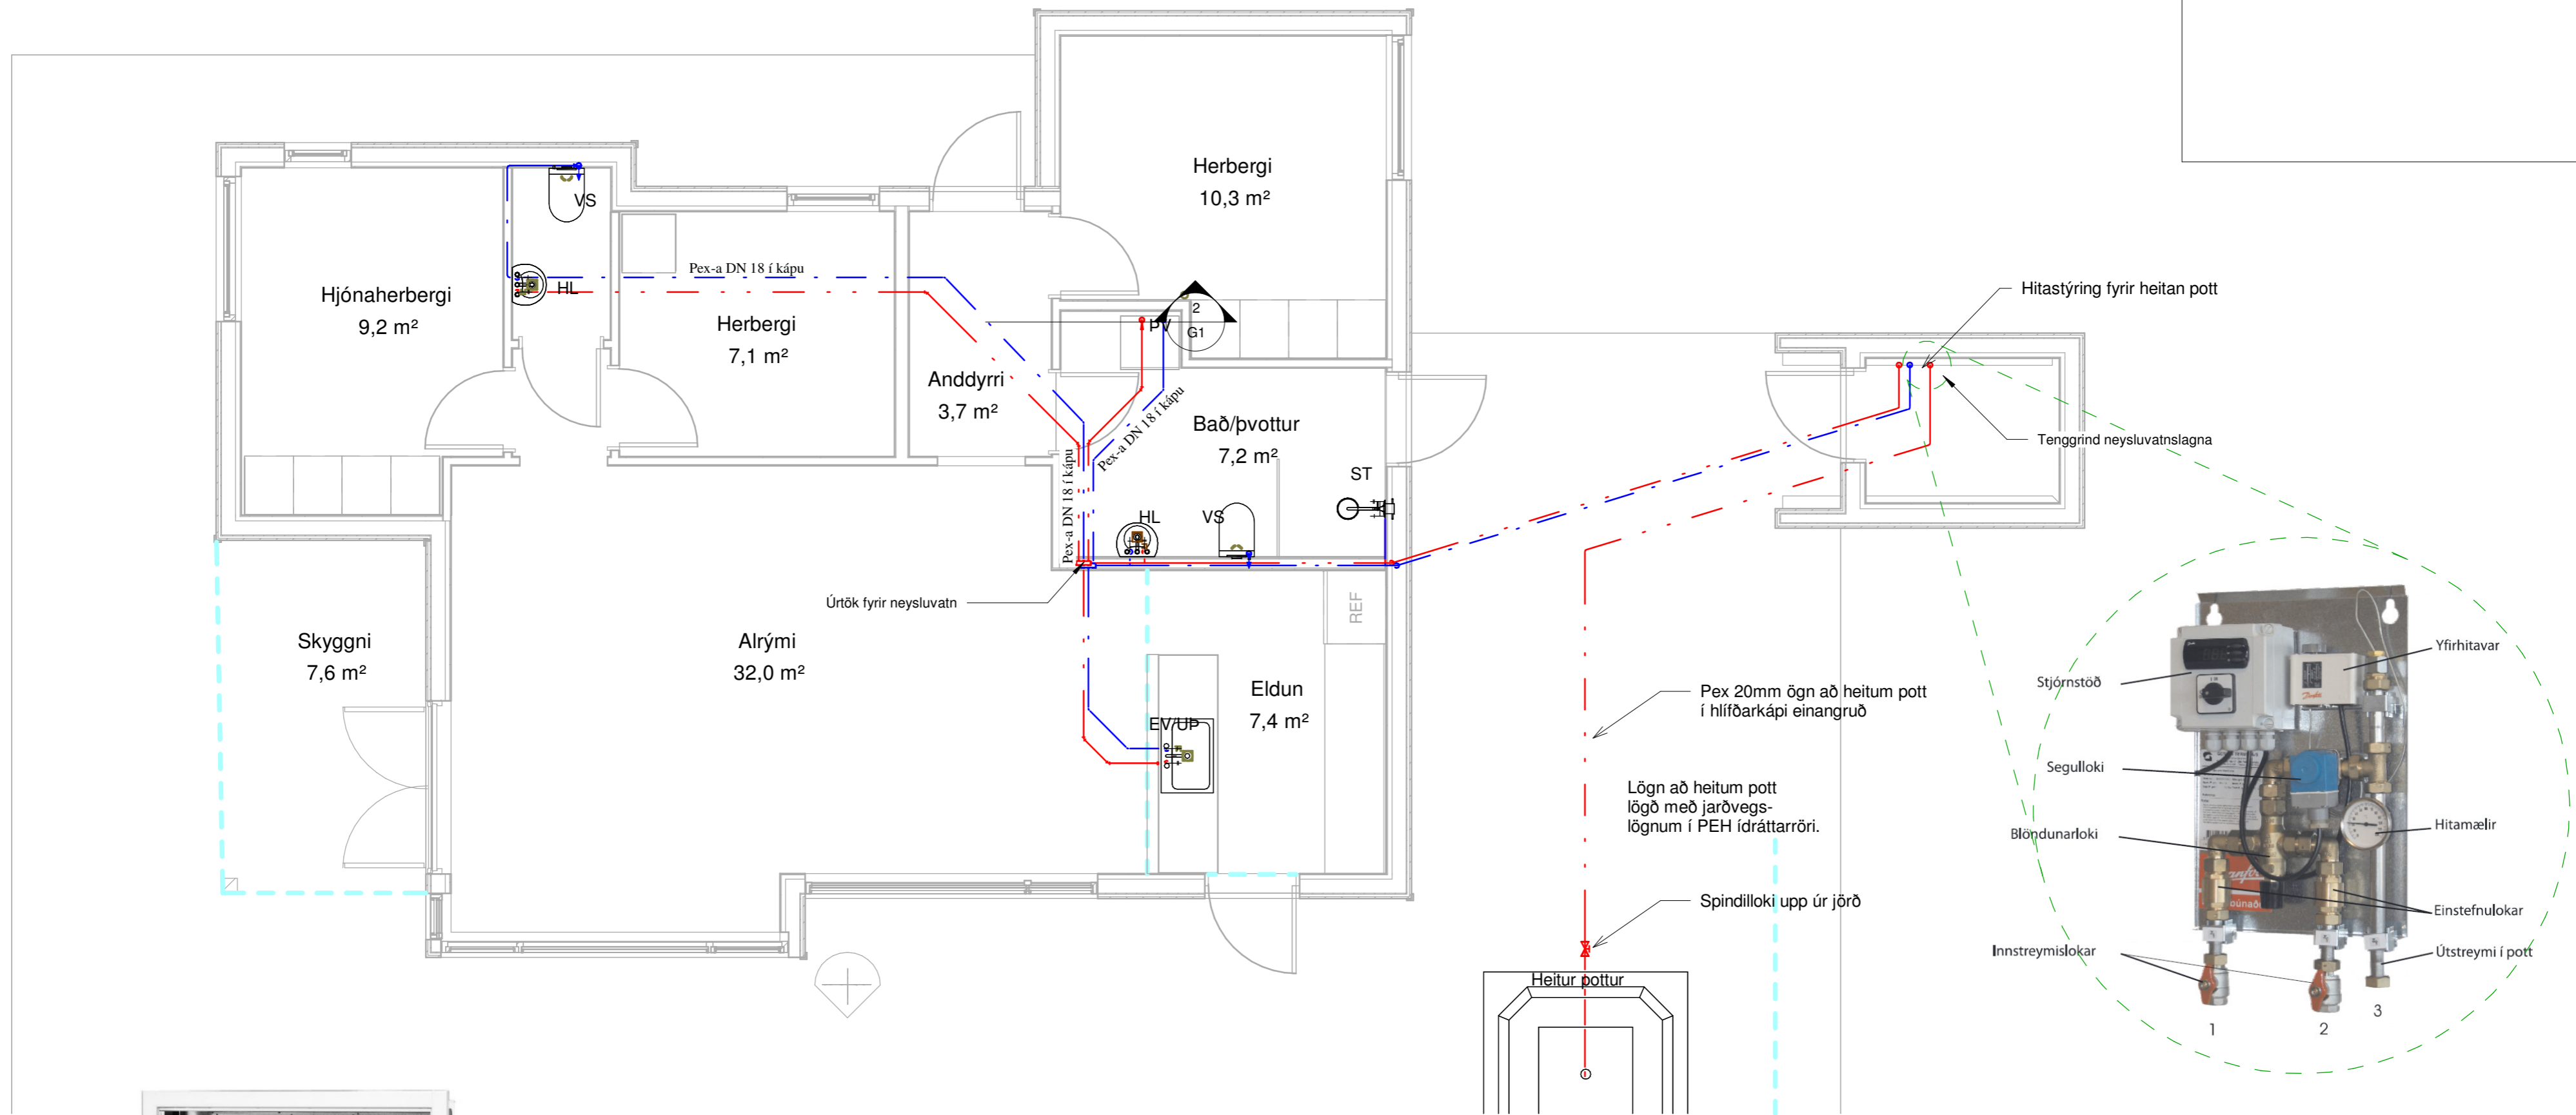 Herbergi
10,3 m²
VS
Pex-a DN 18 í kápu
HL
Hjónaherbergi
9,2 m²
Herbergi
7,1 m²
Anddyrri
3,7 m²
PV
2
G1
Pex-a DN 18 í kápu
Pex-a DN 18 í kápu
Bað/þvottur
7,2 m²
ST
HL
VS
Hitastýring fyrir heitan pott
Tenggrind neysluvatnslagna
Úrtök fyrir neysluvatn
REF
Skyggni
7,6 m²
Alrými
32,0 m²
Eldun
7,4 m²
EV/UÞ
Pex 20mm ögn að heitum pott
í hlífðarkápi einangruð
Lögn að heitum pott
lögð með jarðvegs-
lögnum í PEH ídráttarröri.
Spindilloki upp úr jörð
Heitur pottur
Yfirhitavar
Stjórnstöð
Segulloki
Blöndunarloki
Hitamælir
Einstefnulokar
Innstreymislokar
Útstreymi í pott
1
2
3
Danfoss